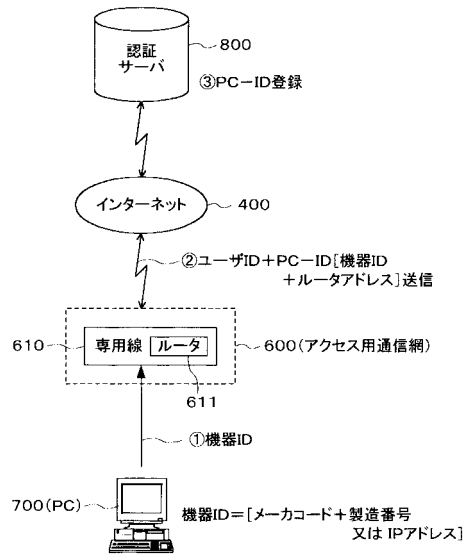 認証
サーバ
800
③PC-ID登録
インターネット
400
②ユーザID+PC-ID[機器ID
+ルータアドレス]送信
610
専用線
ルータ
600(アクセス用通信網)
611
①機器ID
700(PC)
機器ID=[メーカコード+製造番号
又は IPアドレス]